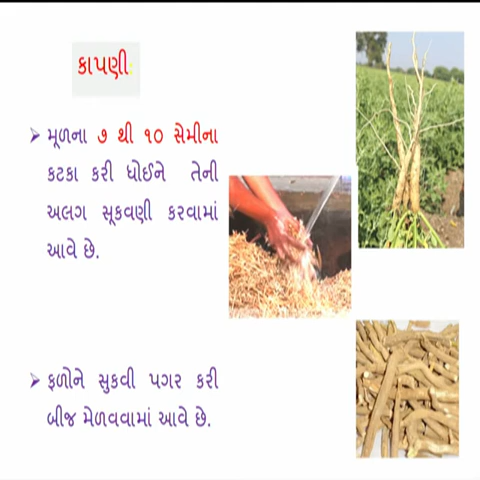 કાપણી:
➢ મૂળના ૭ થી ૧૦ સેમીના
કટકા કરી ધોઈને તેની
અલગ સૂકવણી કરવામાં
આવે છે.
➢ ફળોને સુકવી પગર કરી
બીજ મેળવવામાં આવે છે.